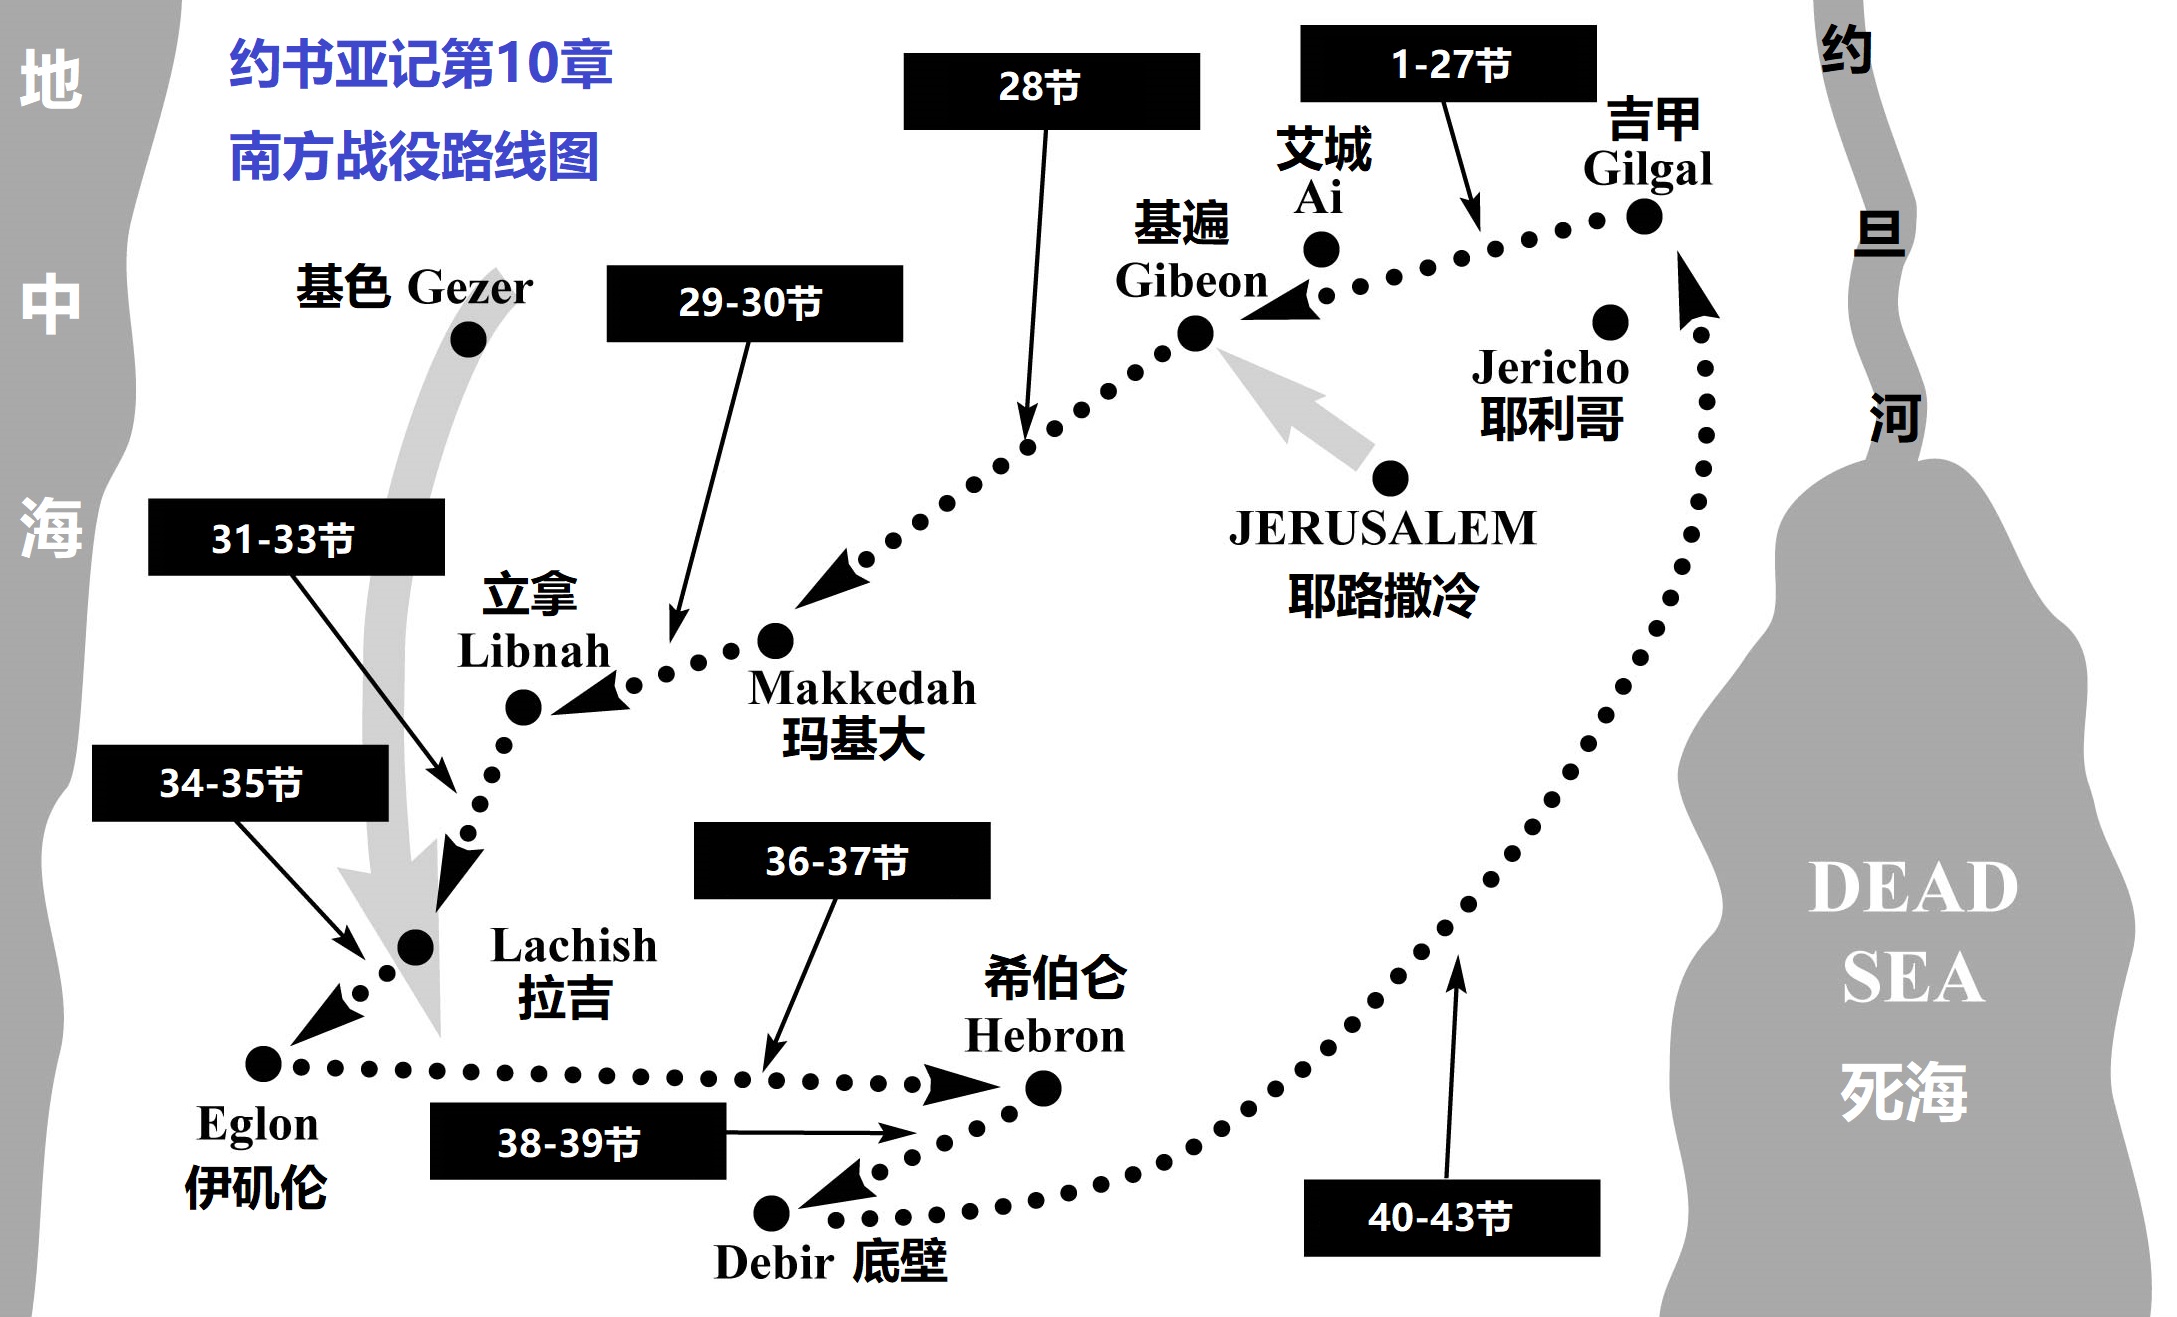 约书亚记第10章
南方战役路线图
地
中
海
28节
1-27节
约
旦
河
吉甲
Gilgal
艾城
Ai
基遍
Gibeon
基色 Gezer
29-30节
Jericho
耶利哥
JERUSALEM
耶路撒冷
31-33节
立拿
Libnah
Makkedah
玛基大
34-35节
36-37节
Lachish
拉吉
希伯仑
Hebron
DEAD
SEA
死海
Eglon
伊矶伦
38-39节
40-43节
Debir 底壁